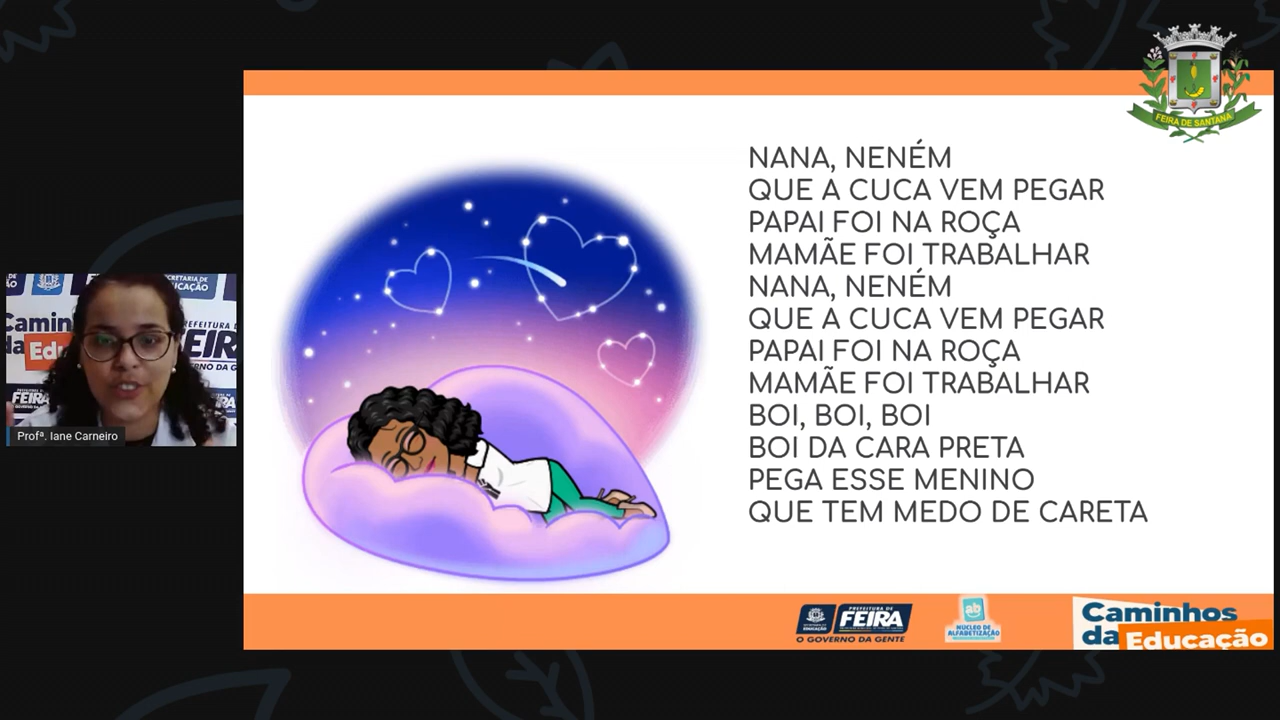 FEIRA DE SANTANA
NANA, NENÉM
QUE A CUCA VEM PEGAR
PAPAI FOI NA ROÇA
MAMÃE FOI TRABALHAR
NANA, NENÉM
QUE A CUCA VEM PEGAR
PAPAI FOI NA ROÇA
MAMÃE FOI TRABALHAR
BOI, BOI, BOI
BOI DA CARA PRETA
PEGA ESSE MENINO
QUE TEM MEDO DE CARETA
Profª. Iane Carneiro
PREFEITURA DE
FEIRA
O GOVERNO DA GENTE
ab
NÚCLEO DE
ALFABETIZAÇÃO
Caminhos
da Educação